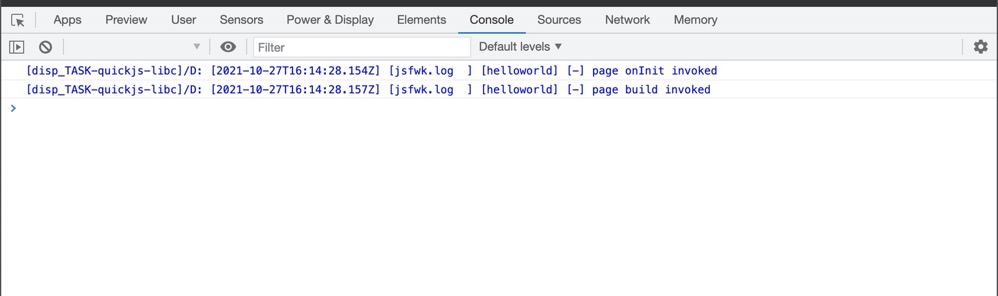 Apps Preview User Sensors Power & Display Elements Console Sources Network Memory
Filter Default levels ▼
[disp_TASK-quickjs-libc]/D: [2021-10-27T16:14:28.154Z] [jsfwk.log  ] [helloworld] [-] page onInit invoked
[disp_TASK-quickjs-libc]/D: [2021-10-27T16:14:28.157Z] [jsfwk.log  ] [helloworld] [-] page build invoked
>